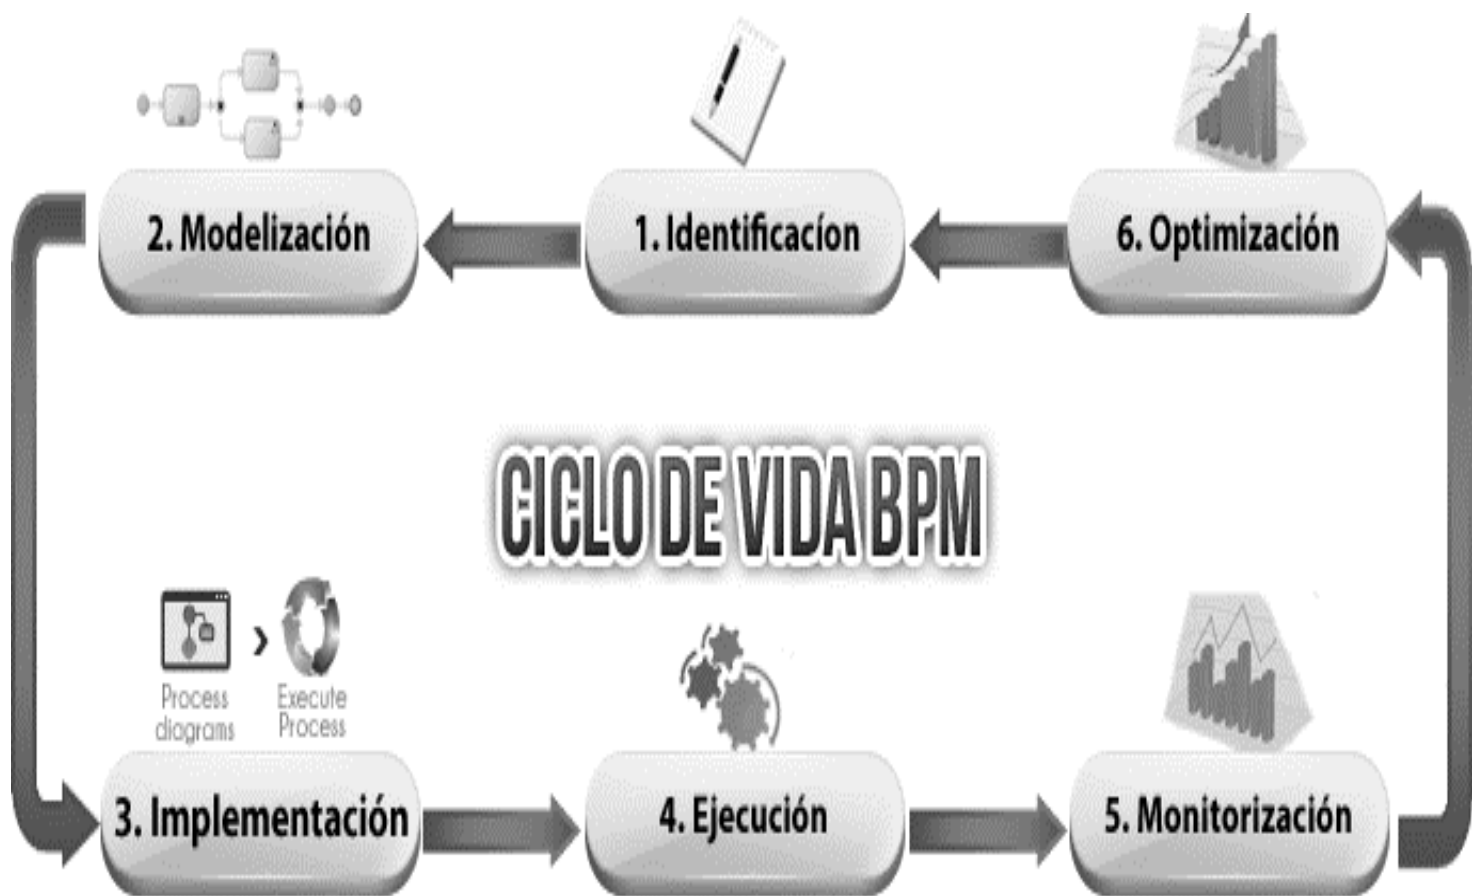 2. Modelización
1. Identificacíon
6. Optimización
CICLO DE VIDA BPM
Process
diagrams
Execute
Process
3. Implementación
4. Ejecución
5. Monitorización